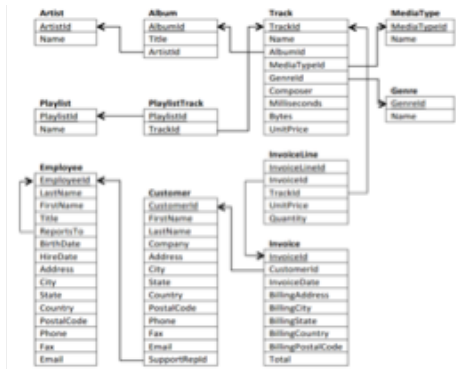 Artist
ArtistId
Name
Album
AlbumId
Title
ArtistId
Track
TrackId
Name
AlbumId
MediaTypeId
GenreId
Composer
Milliseconds
Bytes
UnitPrice
MediaType
MediaTypeId
Name
Genre
GenreId
Name
Playlist
PlaylistId
Name
PlaylistTrack
PlaylistId
TrackId
Employee
EmployeeId
LastName
FirstName
Title
ReportsTo
BirthDate
HireDate
Address
City
State
Country
PostalCode
Phone
Fax
Email
Customer
CustomerId
FirstName
LastName
Company
Address
City
State
Country
PostalCode
Phone
Fax
Email
SupportRepId
InvoiceLine
InvoiceLineId
InvoiceId
TrackId
UnitPrice
Quantity
Invoice
InvoiceId
CustomerId
InvoiceDate
BillingAddress
BillingCity
BillingState
BillingCountry
BillingPostalCode
Total